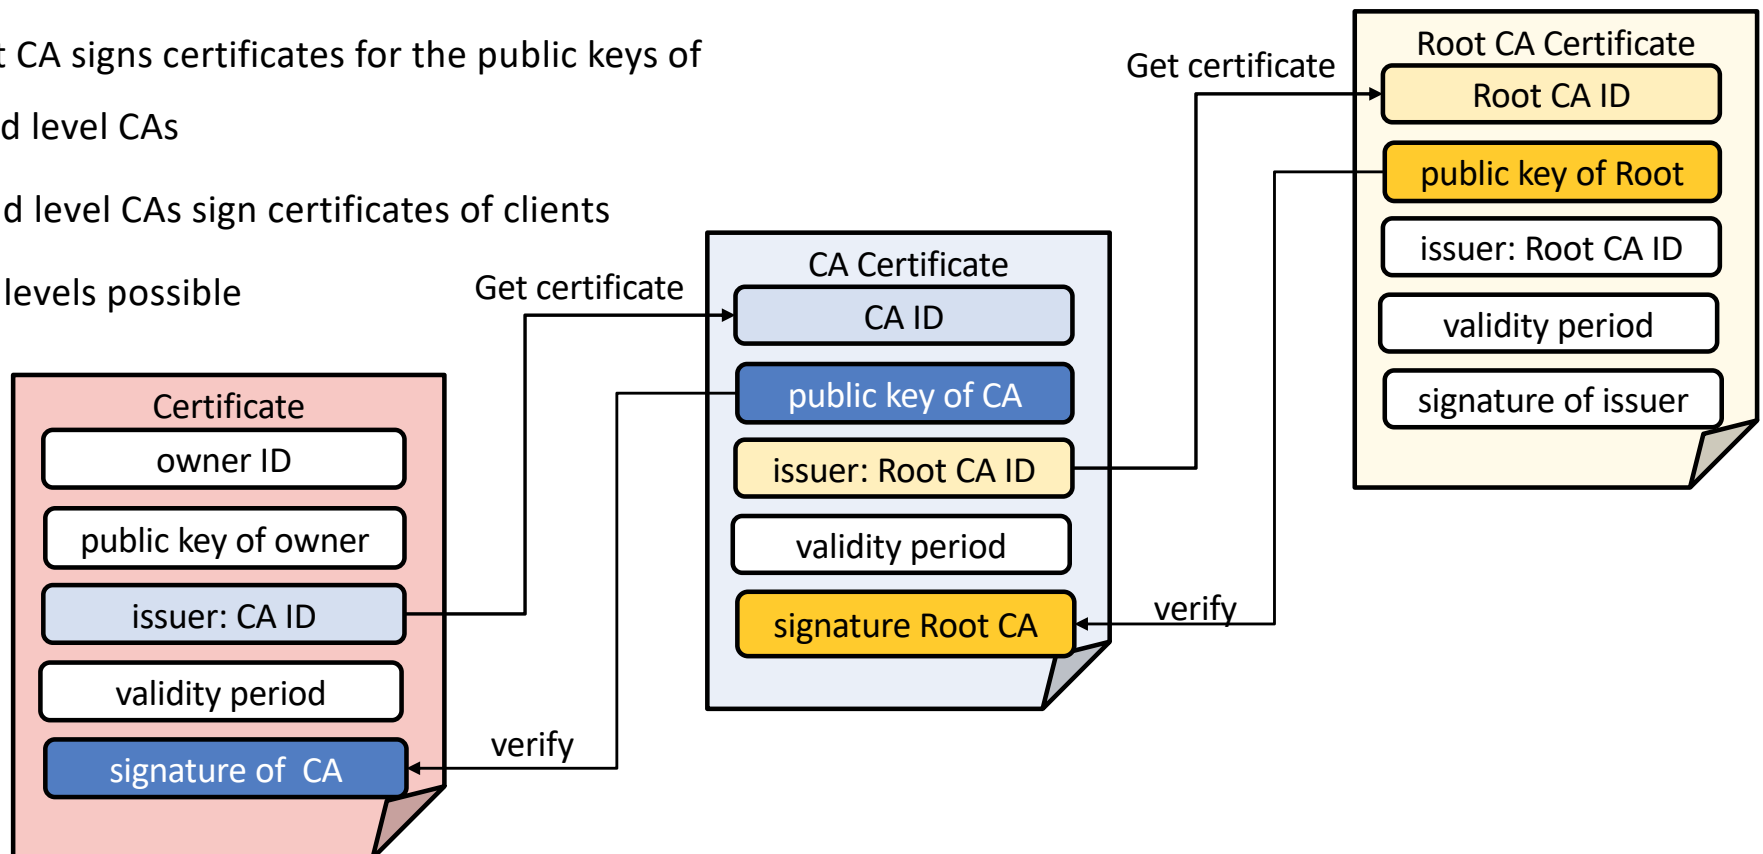 t CA signs certificates for the public keys of
d level CAs
d level CAs sign certificates of clients
levels possible
Get certificate
Root CA Certificate
Root CA ID
public key of Root
issuer: Root CA ID
validity period
signature of issuer
Get certificate
CA Certificate
CA ID
public key of CA
issuer: Root CA ID
validity period
signature Root CA
verify
Certificate
owner ID
public key of owner
issuer: CA ID
validity period
signature of CA
verify